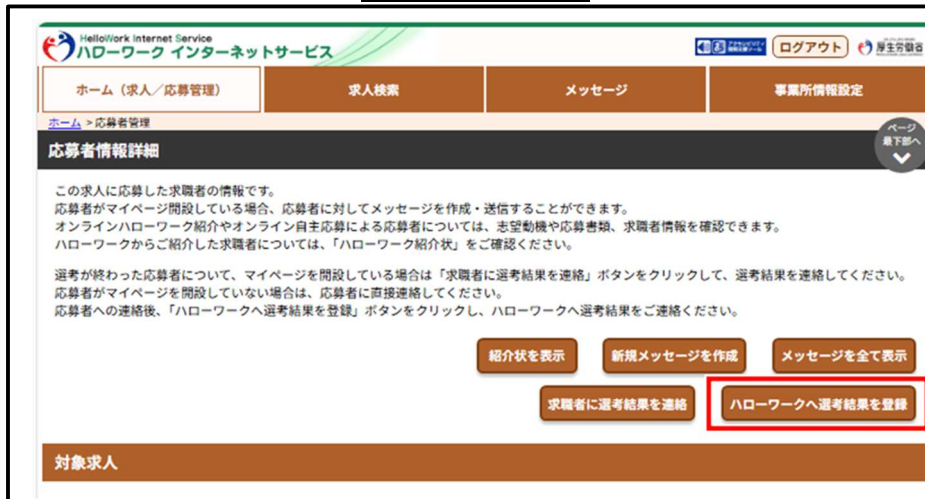 HelloWork Internet Service
ハローワーク インターネットサービス
ログアウト
厚生労働省
ホーム（求人／応募管理）
求人検索
メッセージ
事業所情報設定
ホーム > 応募者管理
ページ
最下部へ
応募者情報詳細
この求人に応募した求職者の情報です。
応募者がマイページ開設している場合、応募者に対してメッセージを作成・送信することができます。
オンラインハローワーク紹介やオンライン自主応募による応募者については、志望動機や応募書類、求職者情報を確認できます。
ハローワークからご紹介した求職者については、「ハローワーク紹介状」をご確認ください。
選考が終わった応募者について、マイページを開設している場合は「求職者に選考結果を連絡」ボタンをクリックして、選考結果を連絡してください。
応募者がマイページを開設していない場合は、応募者に直接連絡してください。
応募者への連絡後、「ハローワークへ選考結果を登録」ボタンをクリックし、ハローワークへ選考結果をご連絡ください。
紹介状を表示
新規メッセージを作成
メッセージを全て表示
求職者に選考結果を連絡
ハローワークへ選考結果を登録
対象求人